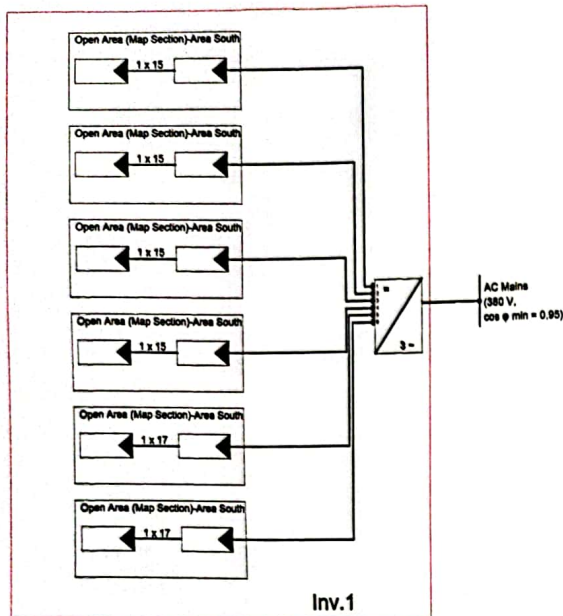 Open Area (Map Section)-Area South
1 x 15
Open Area (Map Section)-Area South
1 x 15
Open Area (Map Section)-Area South
1 x 15
Open Area (Map Section)-Area South
1 x 15
Open Area (Map Section)-Area South
1 x 17
Open Area (Map Section)-Area South
1 x 17
=
3 ~
AC Mains
(380 V,
cos φ min = 0,95)
Inv.1